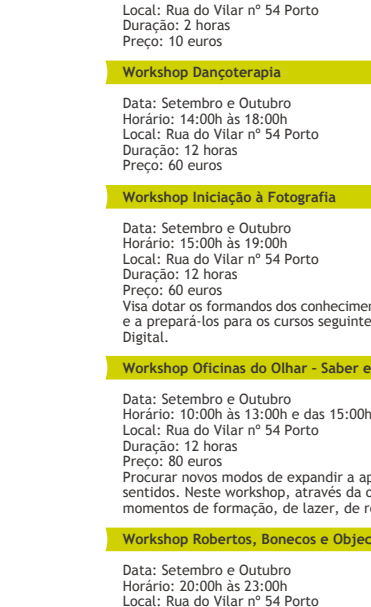 Local: Rua do Vilar nº 54 Porto
Duração: 2 horas
Preço: 10 euros
Workshop Dançoterapia
Data: Setembro e Outubro
Horário: 14:00h às 18:00h
Local: Rua do Vilar nº 54 Porto
Duração: 12 horas
Preço: 60 euros
Workshop Iniciação à Fotografia
Data: Setembro e Outubro
Horário: 15:00h às 19:00h
Local: Rua do Vilar nº 54 Porto
Duração: 12 horas
Preço: 60 euros
Visa dotar os formandos dos
e a prepará-los para os cursos
Digital.
Workshop Oficinas do Olhar - Saber e
Data: Setembro e Outubro
Horário: 10:00h às 13:00h e das 15:00h
Local: Rua do Vilar nº 54 Porto
Duração: 12 horas
Preço: 80 euros
Procurar novos modos de expandir a
sentidos. Neste workshop, através da
momentos de formação, de lazer, de
Workshop Robertos, Bonecos e
Data: Setembro e Outubro
Horário: 20:00h às 23:00h
Local: Rua do Vilar nº 54 Porto